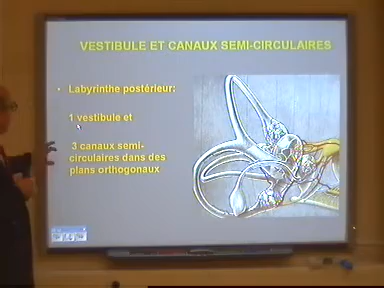 VESTIBULE ET CANAUX SEMI-CIRCULAIRES
• Labyrinthe postérieur:
1 vestibule et
3 canaux semi-
circulaires dans des
plans orthogonaux